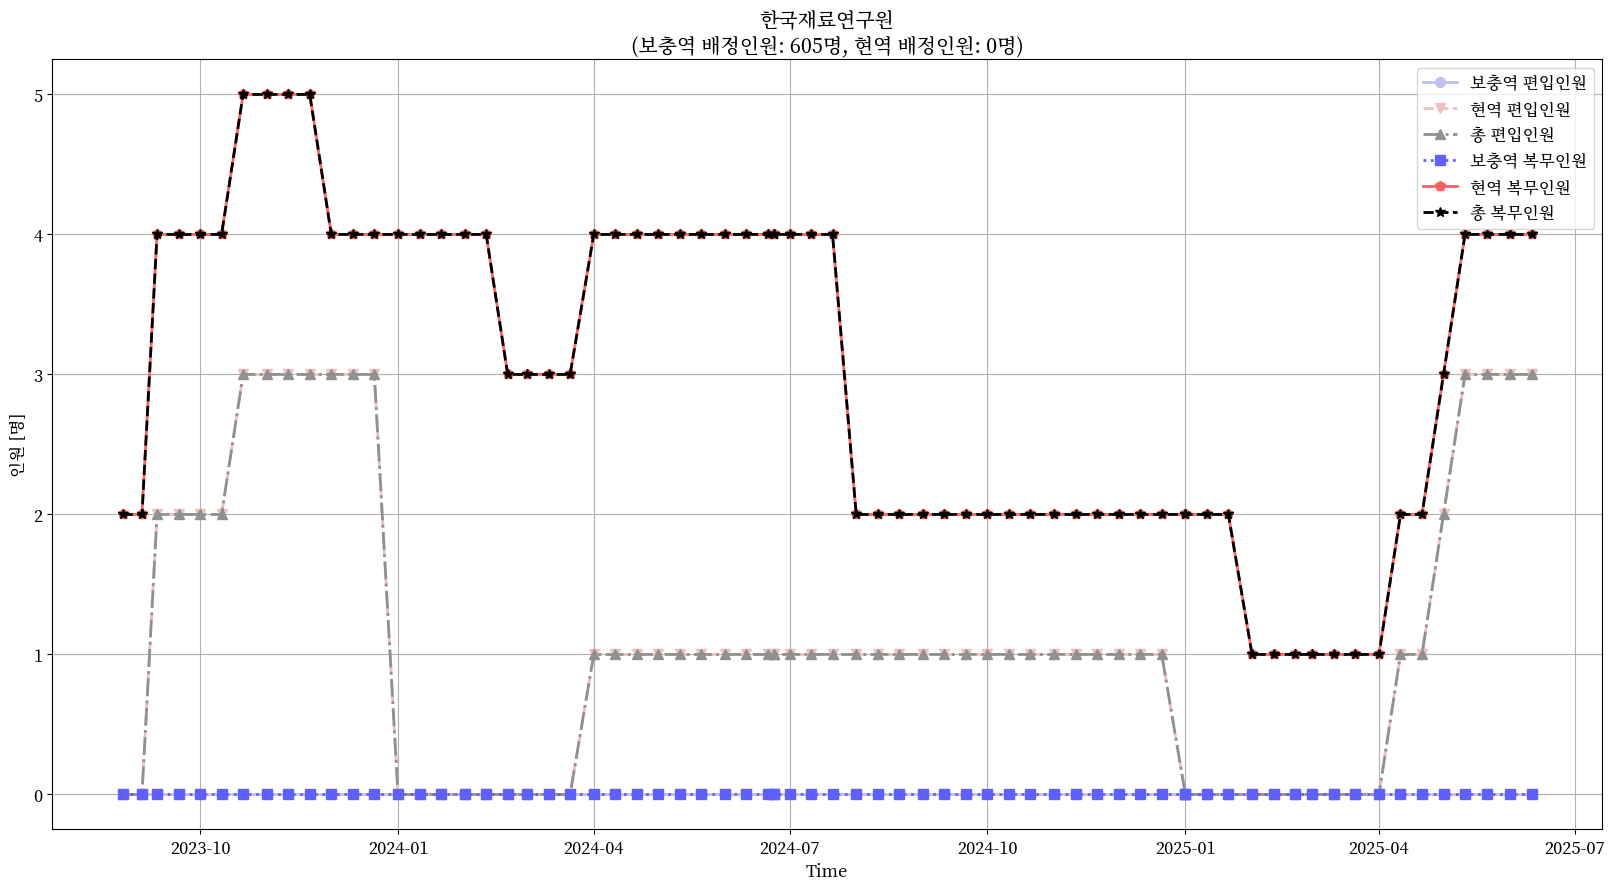 한국재료연구원
(보충역 배정인원: 605명, 현역 배정인원: 0명)
보충역 편입인원
현역 편입인원
총 편입인원
보충역 복무인원
현역 복무인원
총 복무인원
인원 [명]
5
4
3
2
1
0
2023-10
2024-01
2024-04
2024-07
2024-10
2025-01
2025-04
2025-07
Time